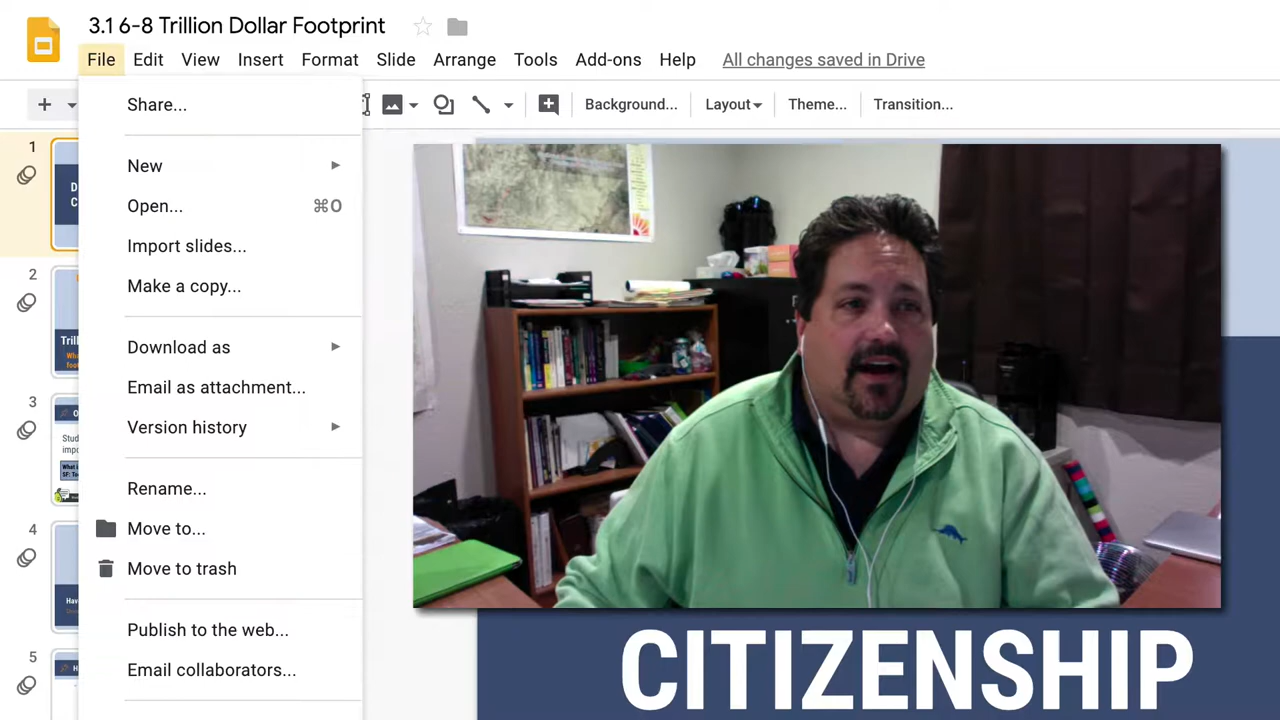 3.1 6-8 Trillion Dollar Footprint
File Edit View Insert Format Slide Arrange Tools Add-ons Help All changes saved in Drive
Background... Layout Theme... Transition...
Share...
New
Open... ⌘O
Import slides...
Make a copy...
Download as
Email as attachment...
Version history
Rename...
Move to...
Move to trash
Publish to the web...
Email collaborators...
1
2
3
4
5
CITIZENSHIP